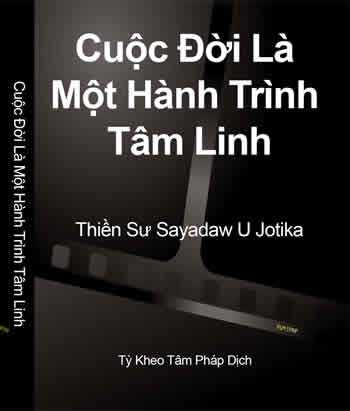 Cuộc Đời Là
Một Hành Trình
Tâm Linh
Thiền Sư Sayadaw U Jotika
Tỳ Kheo Tâm Pháp Dịch
Cuộc Đời Là Một Hành Trình Tâm Linh